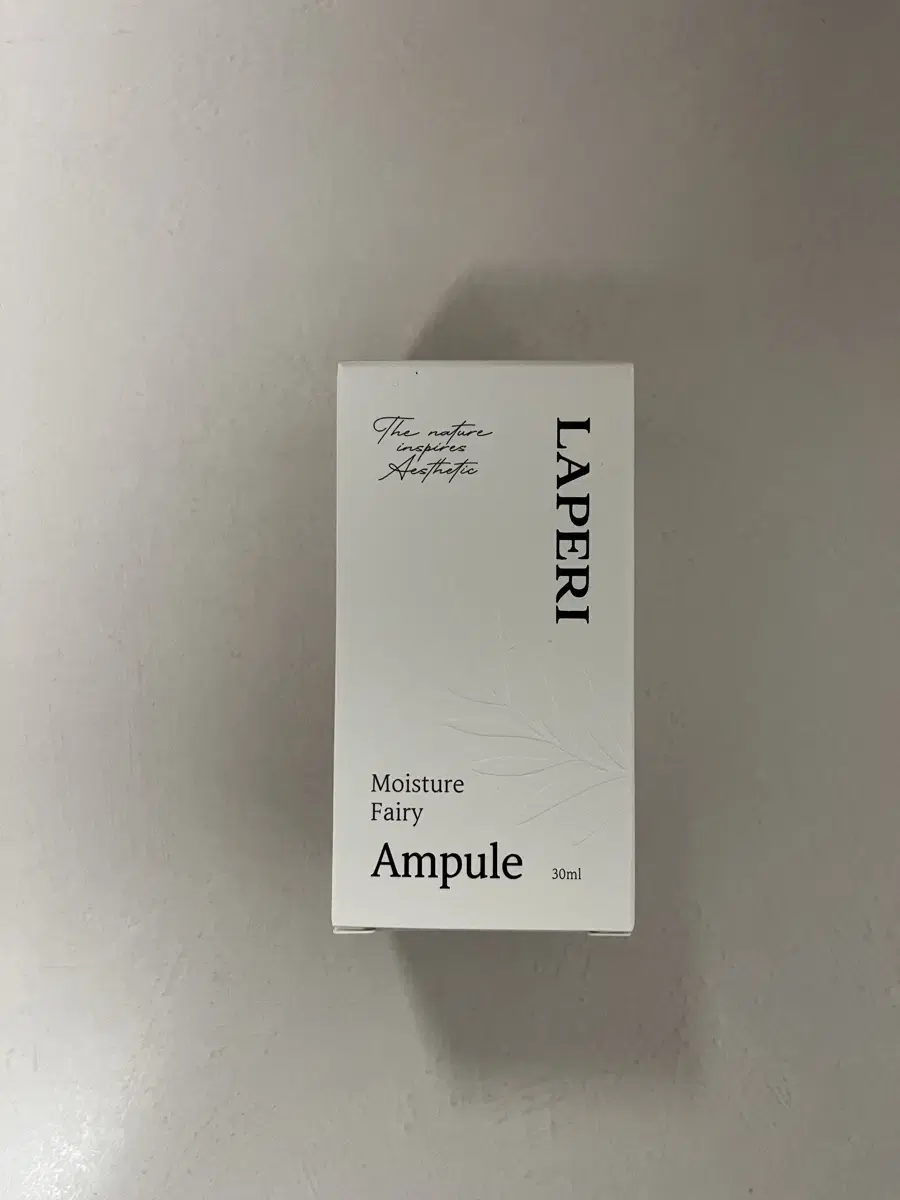 The nature
inspires
Aesthetic
LAPERI
Moisture
Fairy
Ampule 30ml